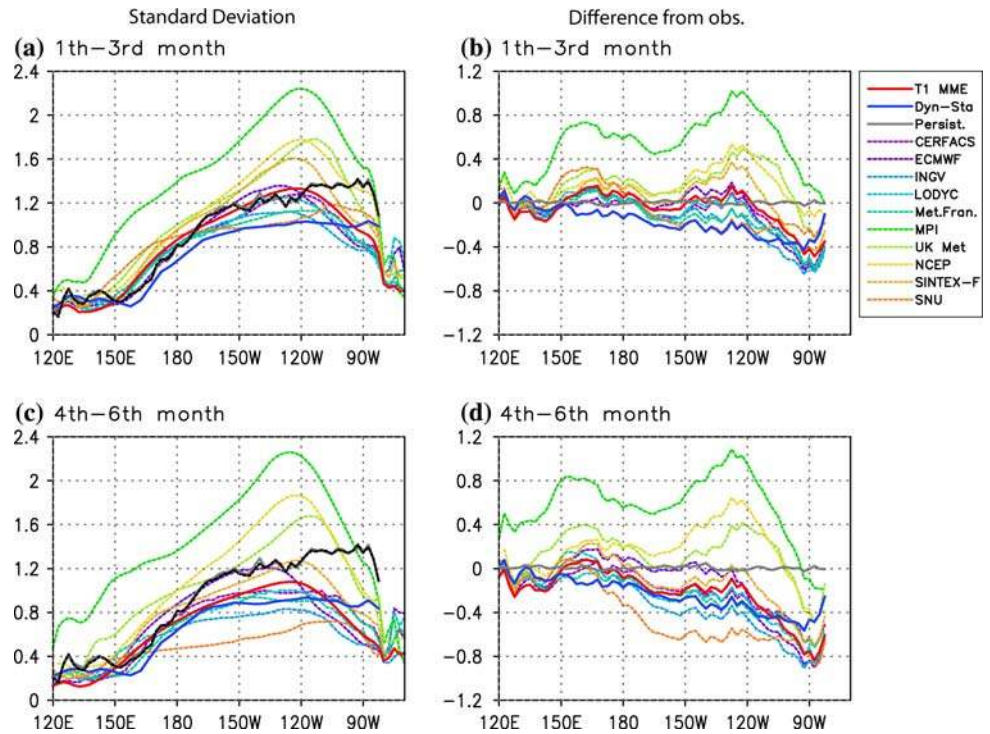 Standard Deviation
Difference from obs.
(a) 1th-3rd month
2.4
2
1.6
1.2
0.8
0.4
0
120E 150E 180 150W 120W 90W
(b) 1th-3rd month
1.2
0.8
0.4
0
-0.4
-0.8
-1.2
120E 150E 180 150W 120W 90W
T1 MME
Dyn-Sta
Persist.
CERFACS
ECMWF
INGV
LODYC
Met.Fran.
MPI
UK Met
NCEP
SINTEX-F
SNU
(c) 4th-6th month
2.4
2
1.6
1.2
0.8
0.4
0
120E 150E 180 150W 120W 90W
(d) 4th-6th month
1.2
0.8
0.4
0
-0.4
-0.8
-1.2
120E 150E 180 150W 120W 90W